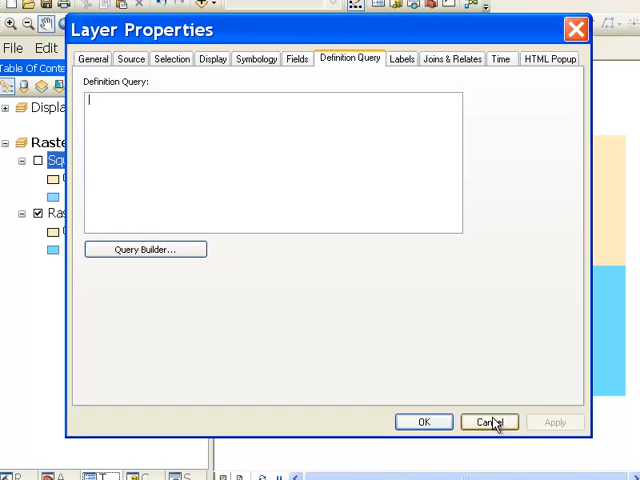 Layer Properties
File Edit
General Source Selection Display Symbology Fields Definition Query Labels Joins & Relates Time HTML Popup
Table Of Conte
Definition Query:
Displa
Raste
Squ
Ras
Query Builder...
OK Cancel Apply